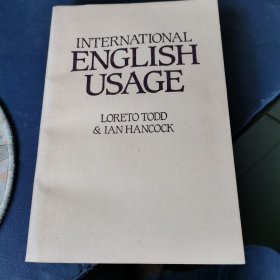 INTERNATIONAL
ENGLISH
USAGE
LORETO TODD
& IAN HANCOCK